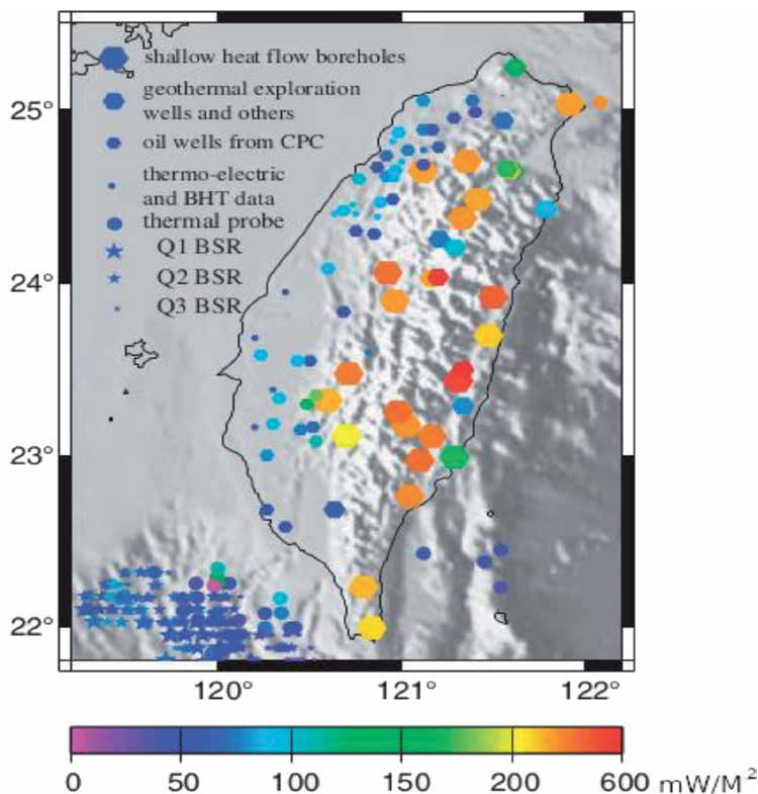 shallow heat flow boreholes
geothermal exploration
wells and others
oil wells from CPC
thermo-electric
and BHT data
thermal probe
Q1 BSR
Q2 BSR
Q3 BSR
25°
24°
23°
22°
120° 121° 122°
0 50 100 150 200 600 mW/M⁻²